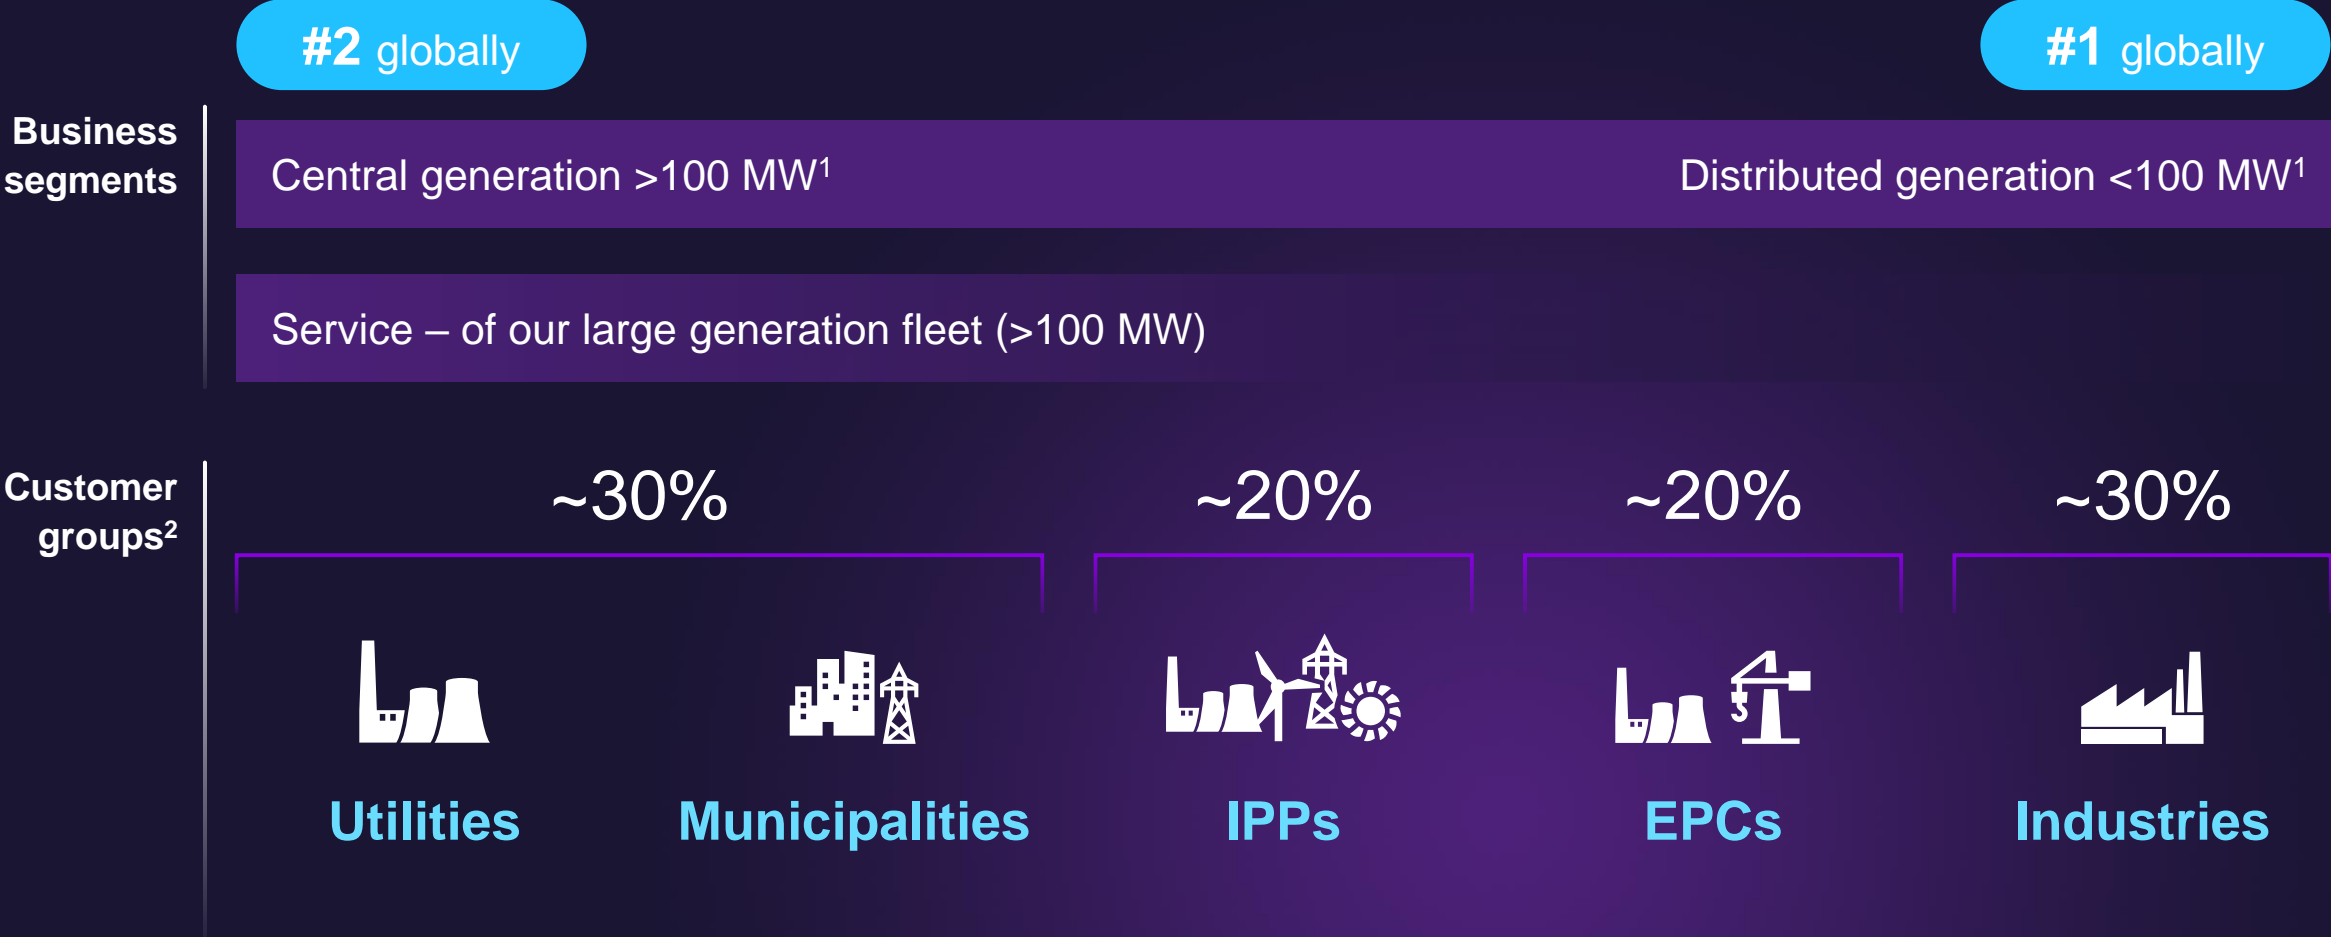 #2 globally
#1 globally
Business
segments
Central generation >100 MW¹
Distributed generation <100 MW¹
Service – of our large generation fleet (>100 MW)
Customer
groups²
~30%
~20%
~20%
~30%
Utilities
Municipalities
IPPs
EPCs
Industries